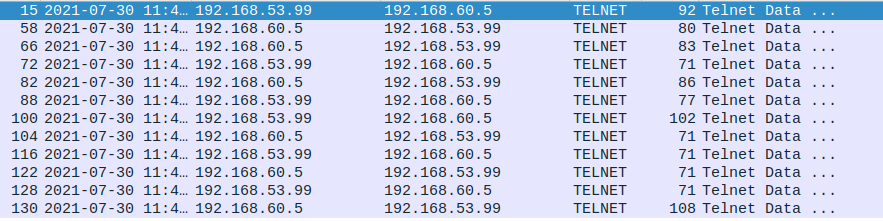 15 2021-07-30 11:4… 192.168.53.99 192.168.60.5 TELNET 92 Telnet Data ...
58 2021-07-30 11:4… 192.168.60.5 192.168.53.99 TELNET 80 Telnet Data ...
66 2021-07-30 11:4… 192.168.60.5 192.168.53.99 TELNET 83 Telnet Data ...
72 2021-07-30 11:4… 192.168.53.99 192.168.60.5 TELNET 71 Telnet Data ...
82 2021-07-30 11:4… 192.168.60.5 192.168.53.99 TELNET 86 Telnet Data ...
88 2021-07-30 11:4… 192.168.53.99 192.168.60.5 TELNET 77 Telnet Data ...
100 2021-07-30 11:4… 192.168.53.99 192.168.60.5 TELNET 102 Telnet Data ...
104 2021-07-30 11:4… 192.168.60.5 192.168.53.99 TELNET 71 Telnet Data ...
116 2021-07-30 11:4… 192.168.53.99 192.168.60.5 TELNET 71 Telnet Data ...
122 2021-07-30 11:4… 192.168.60.5 192.168.53.99 TELNET 71 Telnet Data ...
128 2021-07-30 11:4… 192.168.53.99 192.168.60.5 TELNET 71 Telnet Data ...
130 2021-07-30 11:4… 192.168.60.5 192.168.53.99 TELNET 108 Telnet Data ...